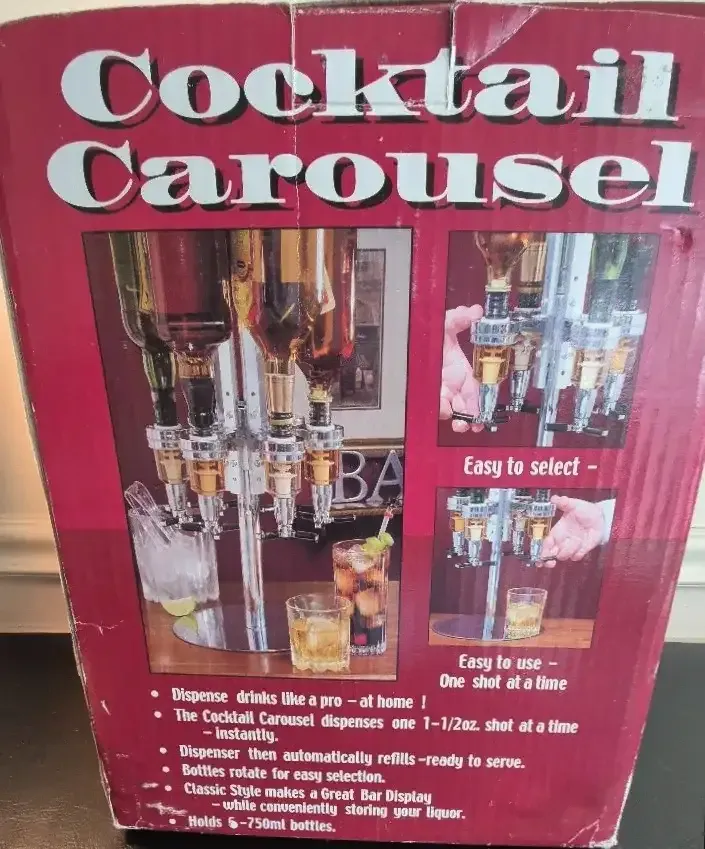 Cocktail
Carousel
BA
Easy to select -
Easy to use -
One shot at a time
• Dispense drinks like a pro - at home !
• The Cocktail Carousel dispenses one 1-1/2oz. shot at a time
- instantly.
• Dispenser then automatically refills -ready to serve.
• Bottles rotate for easy selection.
• Classic Style makes a Great Bar Display
- while conveniently storing your liquor.
• Holds 6 -750ml bottles.